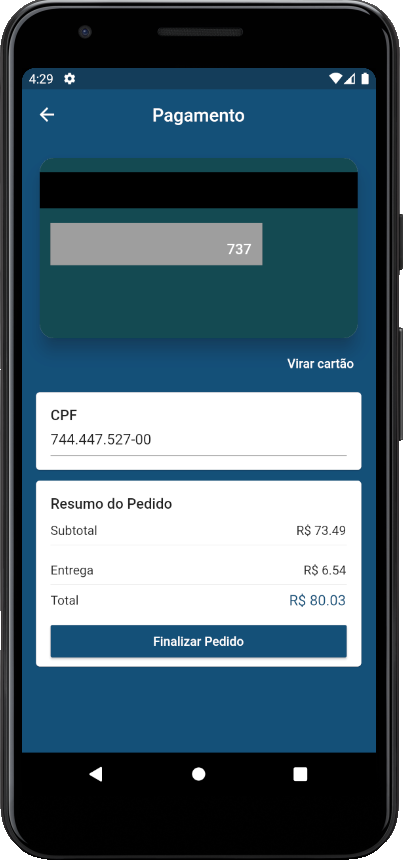 4:29
Pagamento
737
Virar cartão
CPF
744.447.527-00
Resumo do Pedido
Subtotal R$ 73.49
Entrega R$ 6.54
Total R$ 80.03
Finalizar Pedido